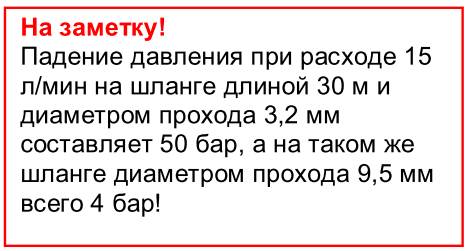 На заметку!
Падение давления при расходе 15
л/мин на шланге длиной 30 м и
диаметром прохода 3,2 мм
составляет 50 бар, а на таком же
шланге диаметром прохода 9,5 мм
всего 4 бар!